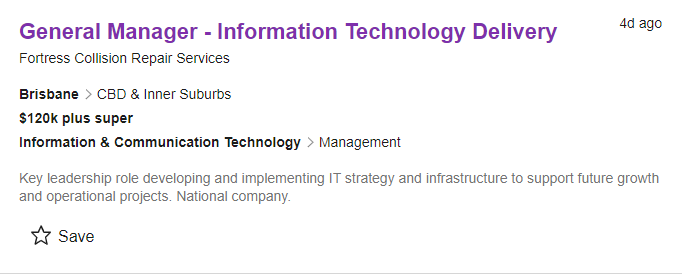 General Manager - Information Technology Delivery
4d ago
Fortress Collision Repair Services
Brisbane > CBD & Inner Suburbs
$120k plus super
Information & Communication Technology > Management
Key leadership role developing and implementing IT strategy and infrastructure to support future growth
and operational projects. National company.
Save